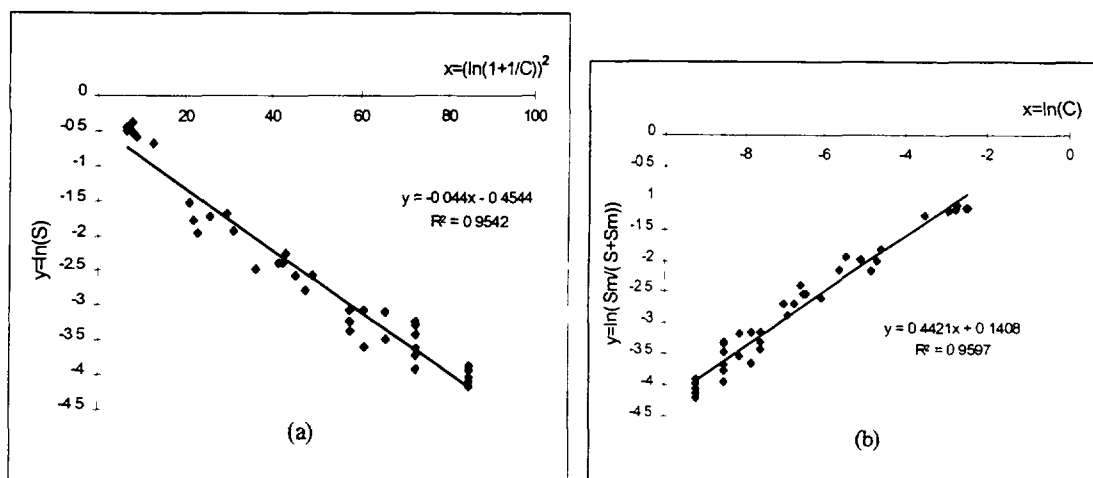 x=(ln(1+1/C))²
0 20 40 60 80 100
-0 5
-1
-1 5
-2
-2 5
-3
-3 5
-4
-4 5
y=ln(S)
y = -0 044x - 0 4544
R² = 0 9542
(a)
x=ln(C)
0
-8 -6 -4 -2 0
-0 5
1
-1 5
-2
-2 5
-3
-3 5
-4
-4 5
y=ln( Sm/( S+Sm))
y = 0 4421x + 0 1408
R² = 0 9597
(b)